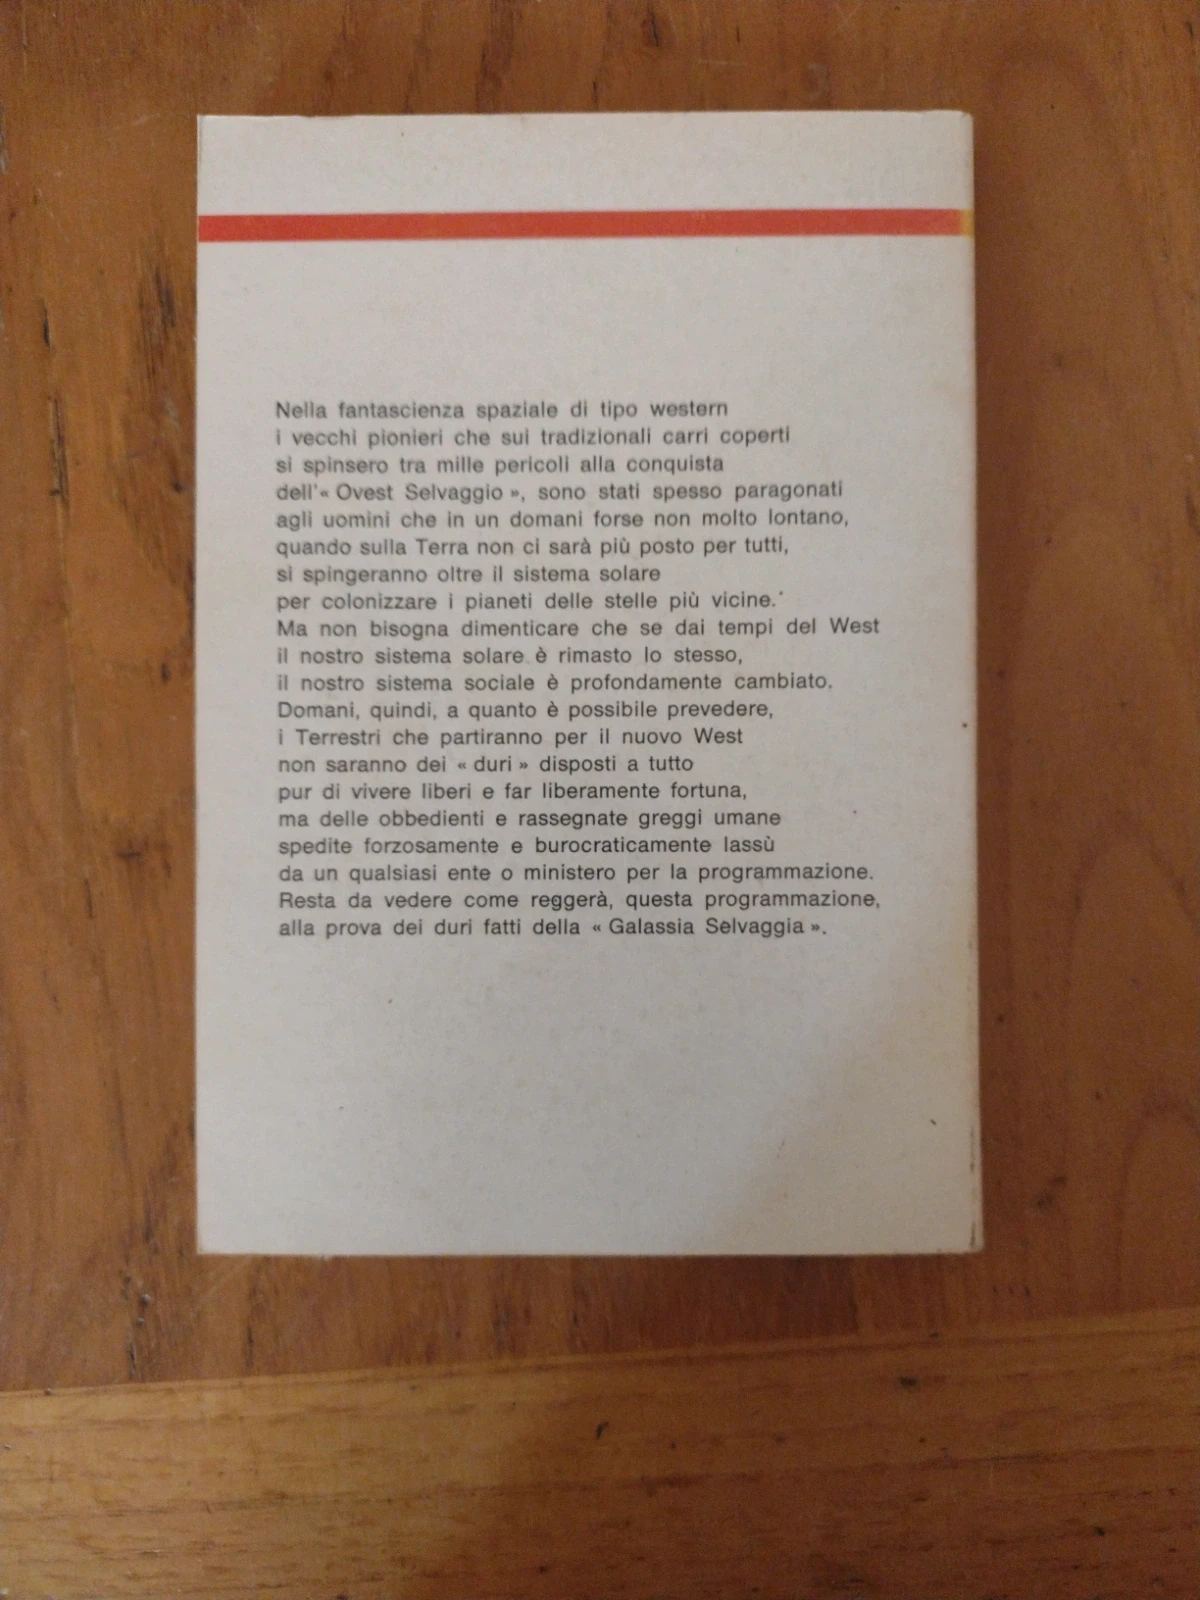 Nella fantascienza spaziale di tipo western
i vecchi pionieri che sui tradizionali carri coperti
si spinsero tra mille pericoli alla conquista
dell'« Ovest Selvaggio », sono stati spesso paragonati
agli uomini che in un domani forse non molto lontano,
quando sulla Terra non ci sarà più posto per tutti,
si spingeranno oltre il sistema solare
per colonizzare i pianeti delle stelle più vicine.
Ma non bisogna dimenticare che se dai tempi del West
il nostro sistema solare è rimasto lo stesso,
il nostro sistema sociale è profondamente cambiato.
Domani, quindi, a quanto è possibile prevedere,
i Terrestri che partiranno per il nuovo West
non saranno dei « duri » disposti a tutto
pur di vivere liberi e far liberamente fortuna,
ma delle obbedienti e rassegnate greggi umane
spedite forzosamente e burocraticamente lassù
da un qualsiasi ente o ministero per la programmazione.
Resta da vedere come reggerà, questa programmazione,
alla prova dei duri fatti della « Galassia Selvaggia ».